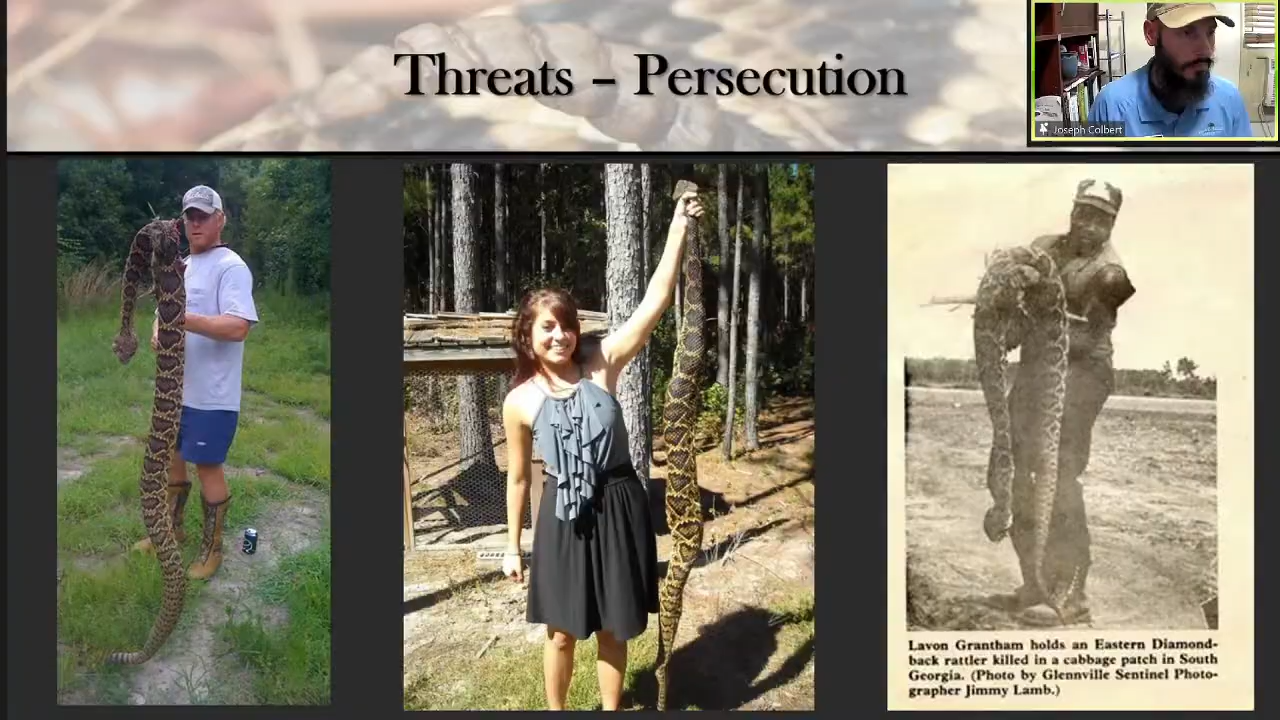 Threats – Persecution
Joseph Colbert
Lavon Grantham holds an Eastern Diamond-
back rattler killed in a cabbage patch in South
Georgia. (Photo by Glennville Sentinel Photo-
grapher Jimmy Lamb.)